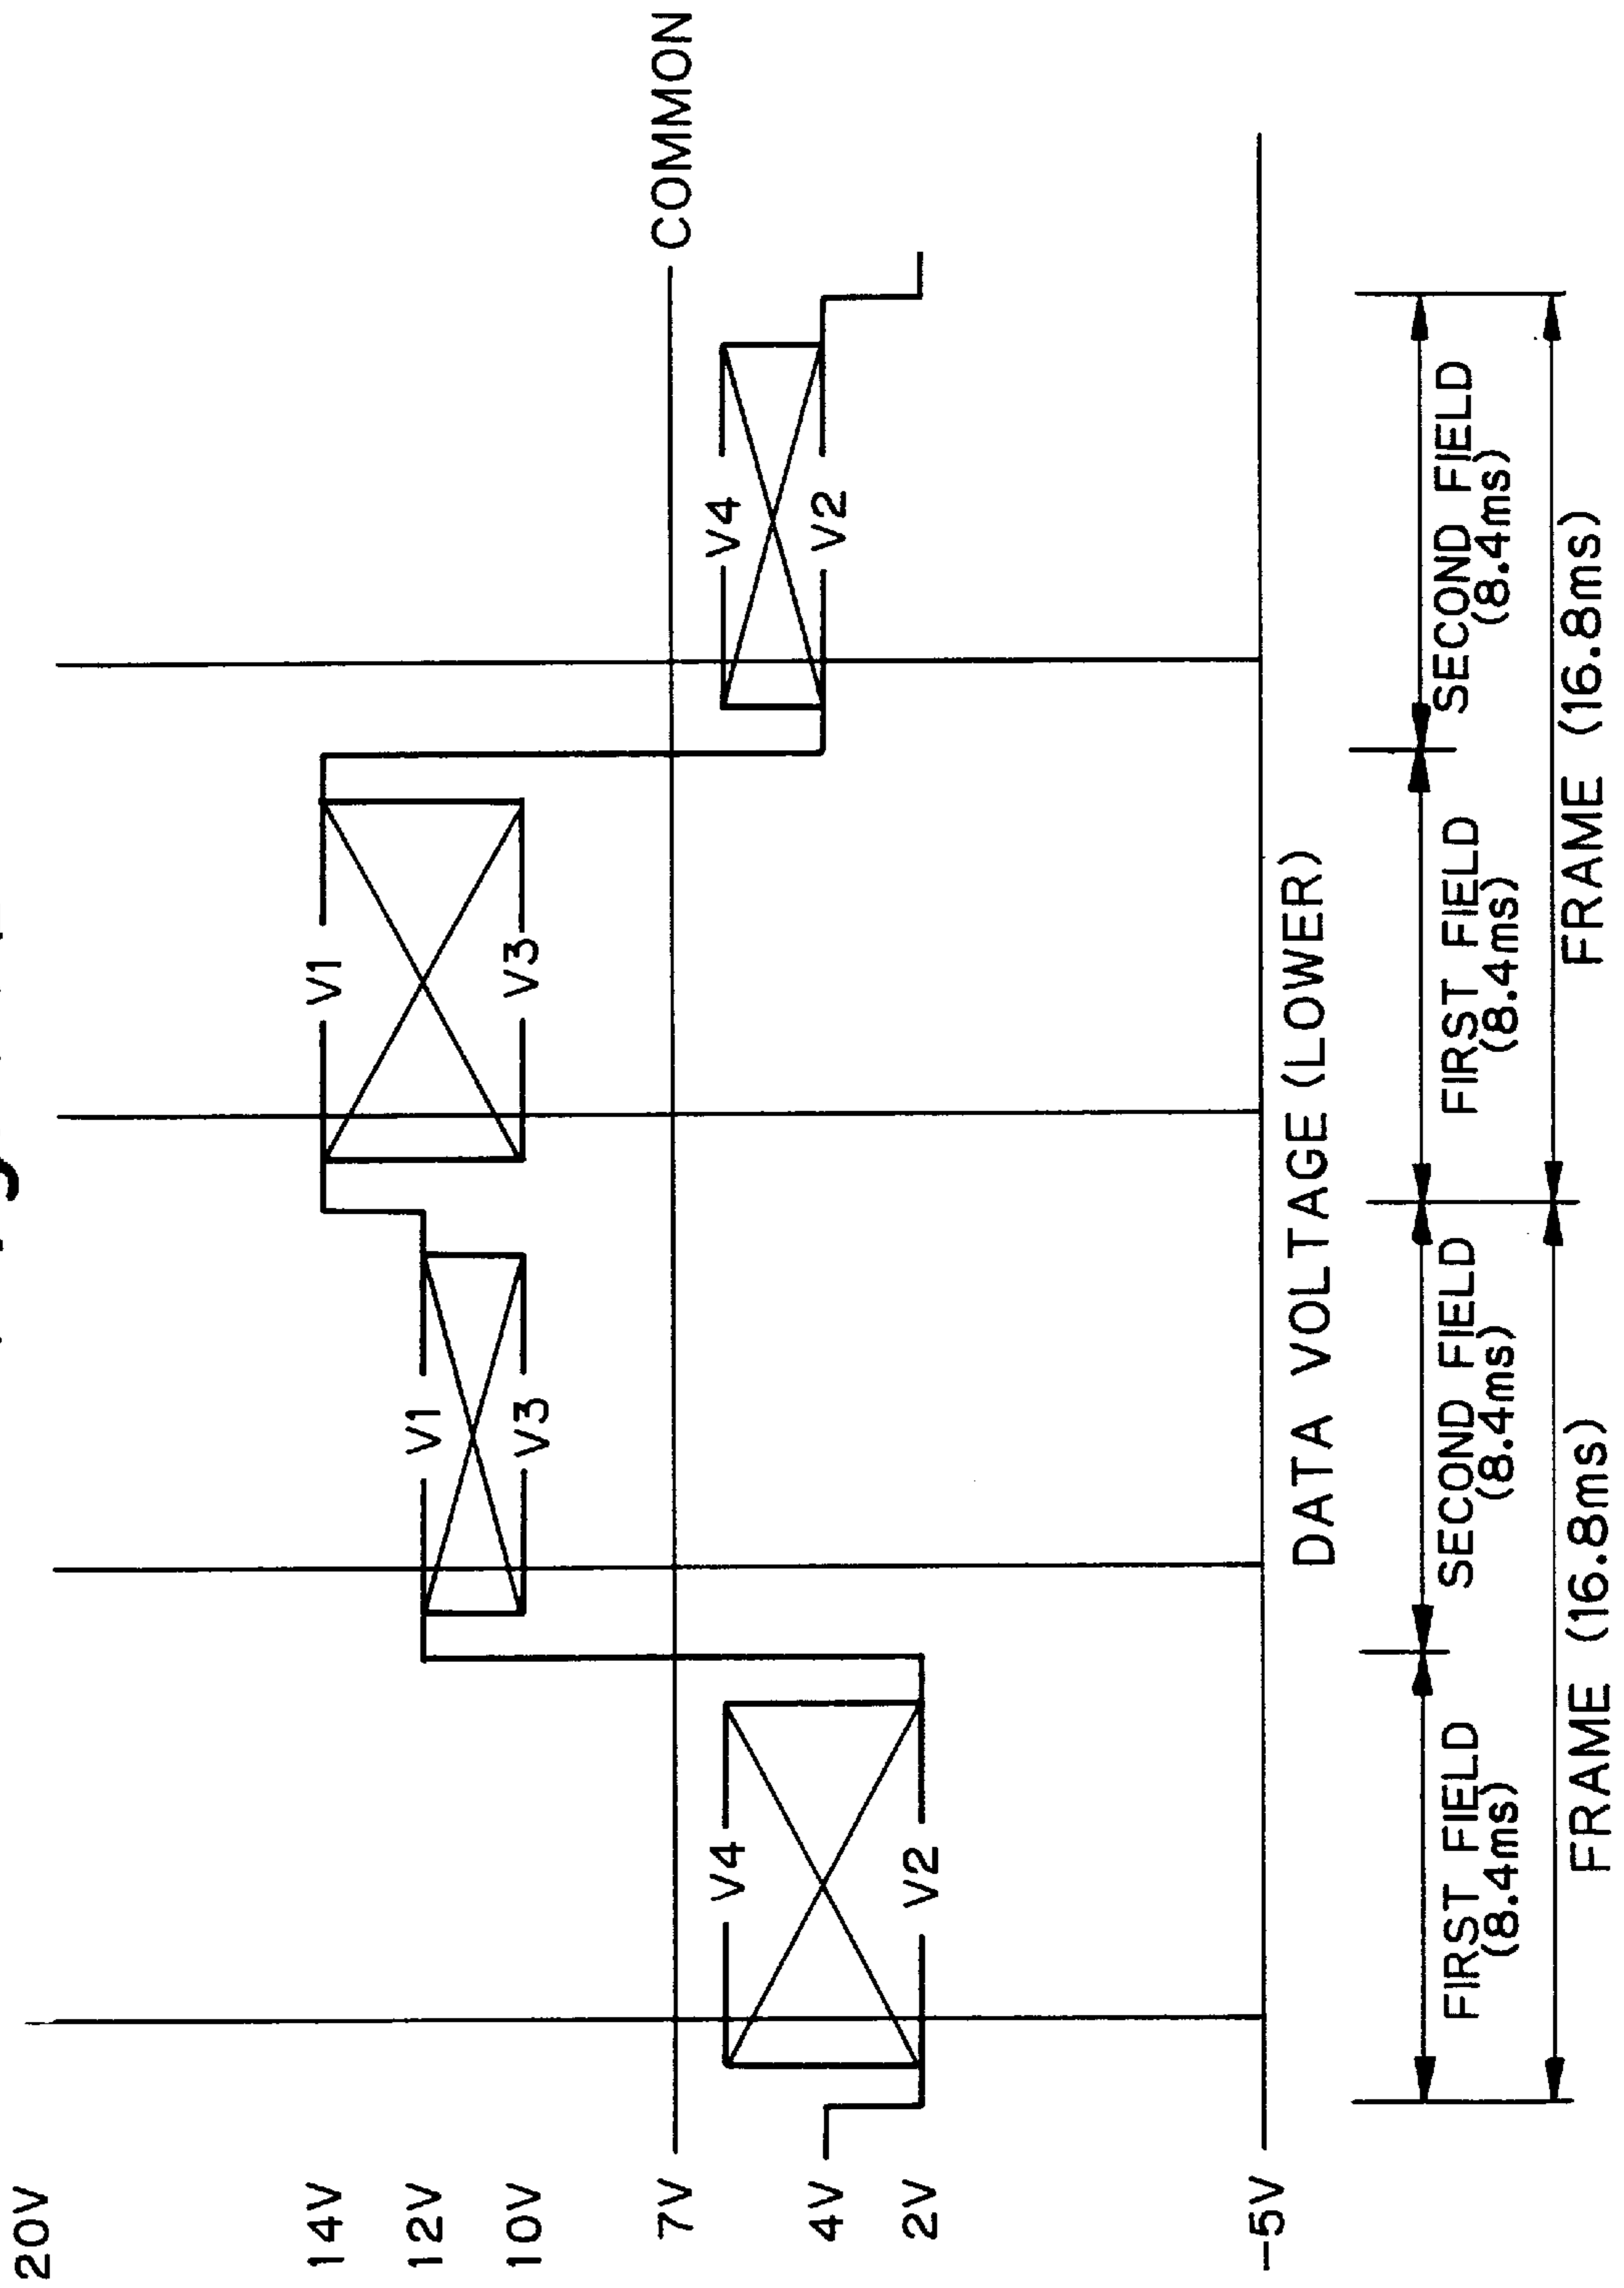 20V
14V
12V
10V
7V
4V
2V
-5V
COMMON
V4
V2
V1
V3
V1
V3
V4
V2
DATA VOLTAGE (LOWER)
FIRST FIELD
(8.4ms)
SECOND FIELD
(8.4ms)
FIRST FIELD
(8.4ms)
SECOND FIELD
(8.4ms)
FRAME (16.8ms)
FRAME (16.8ms)